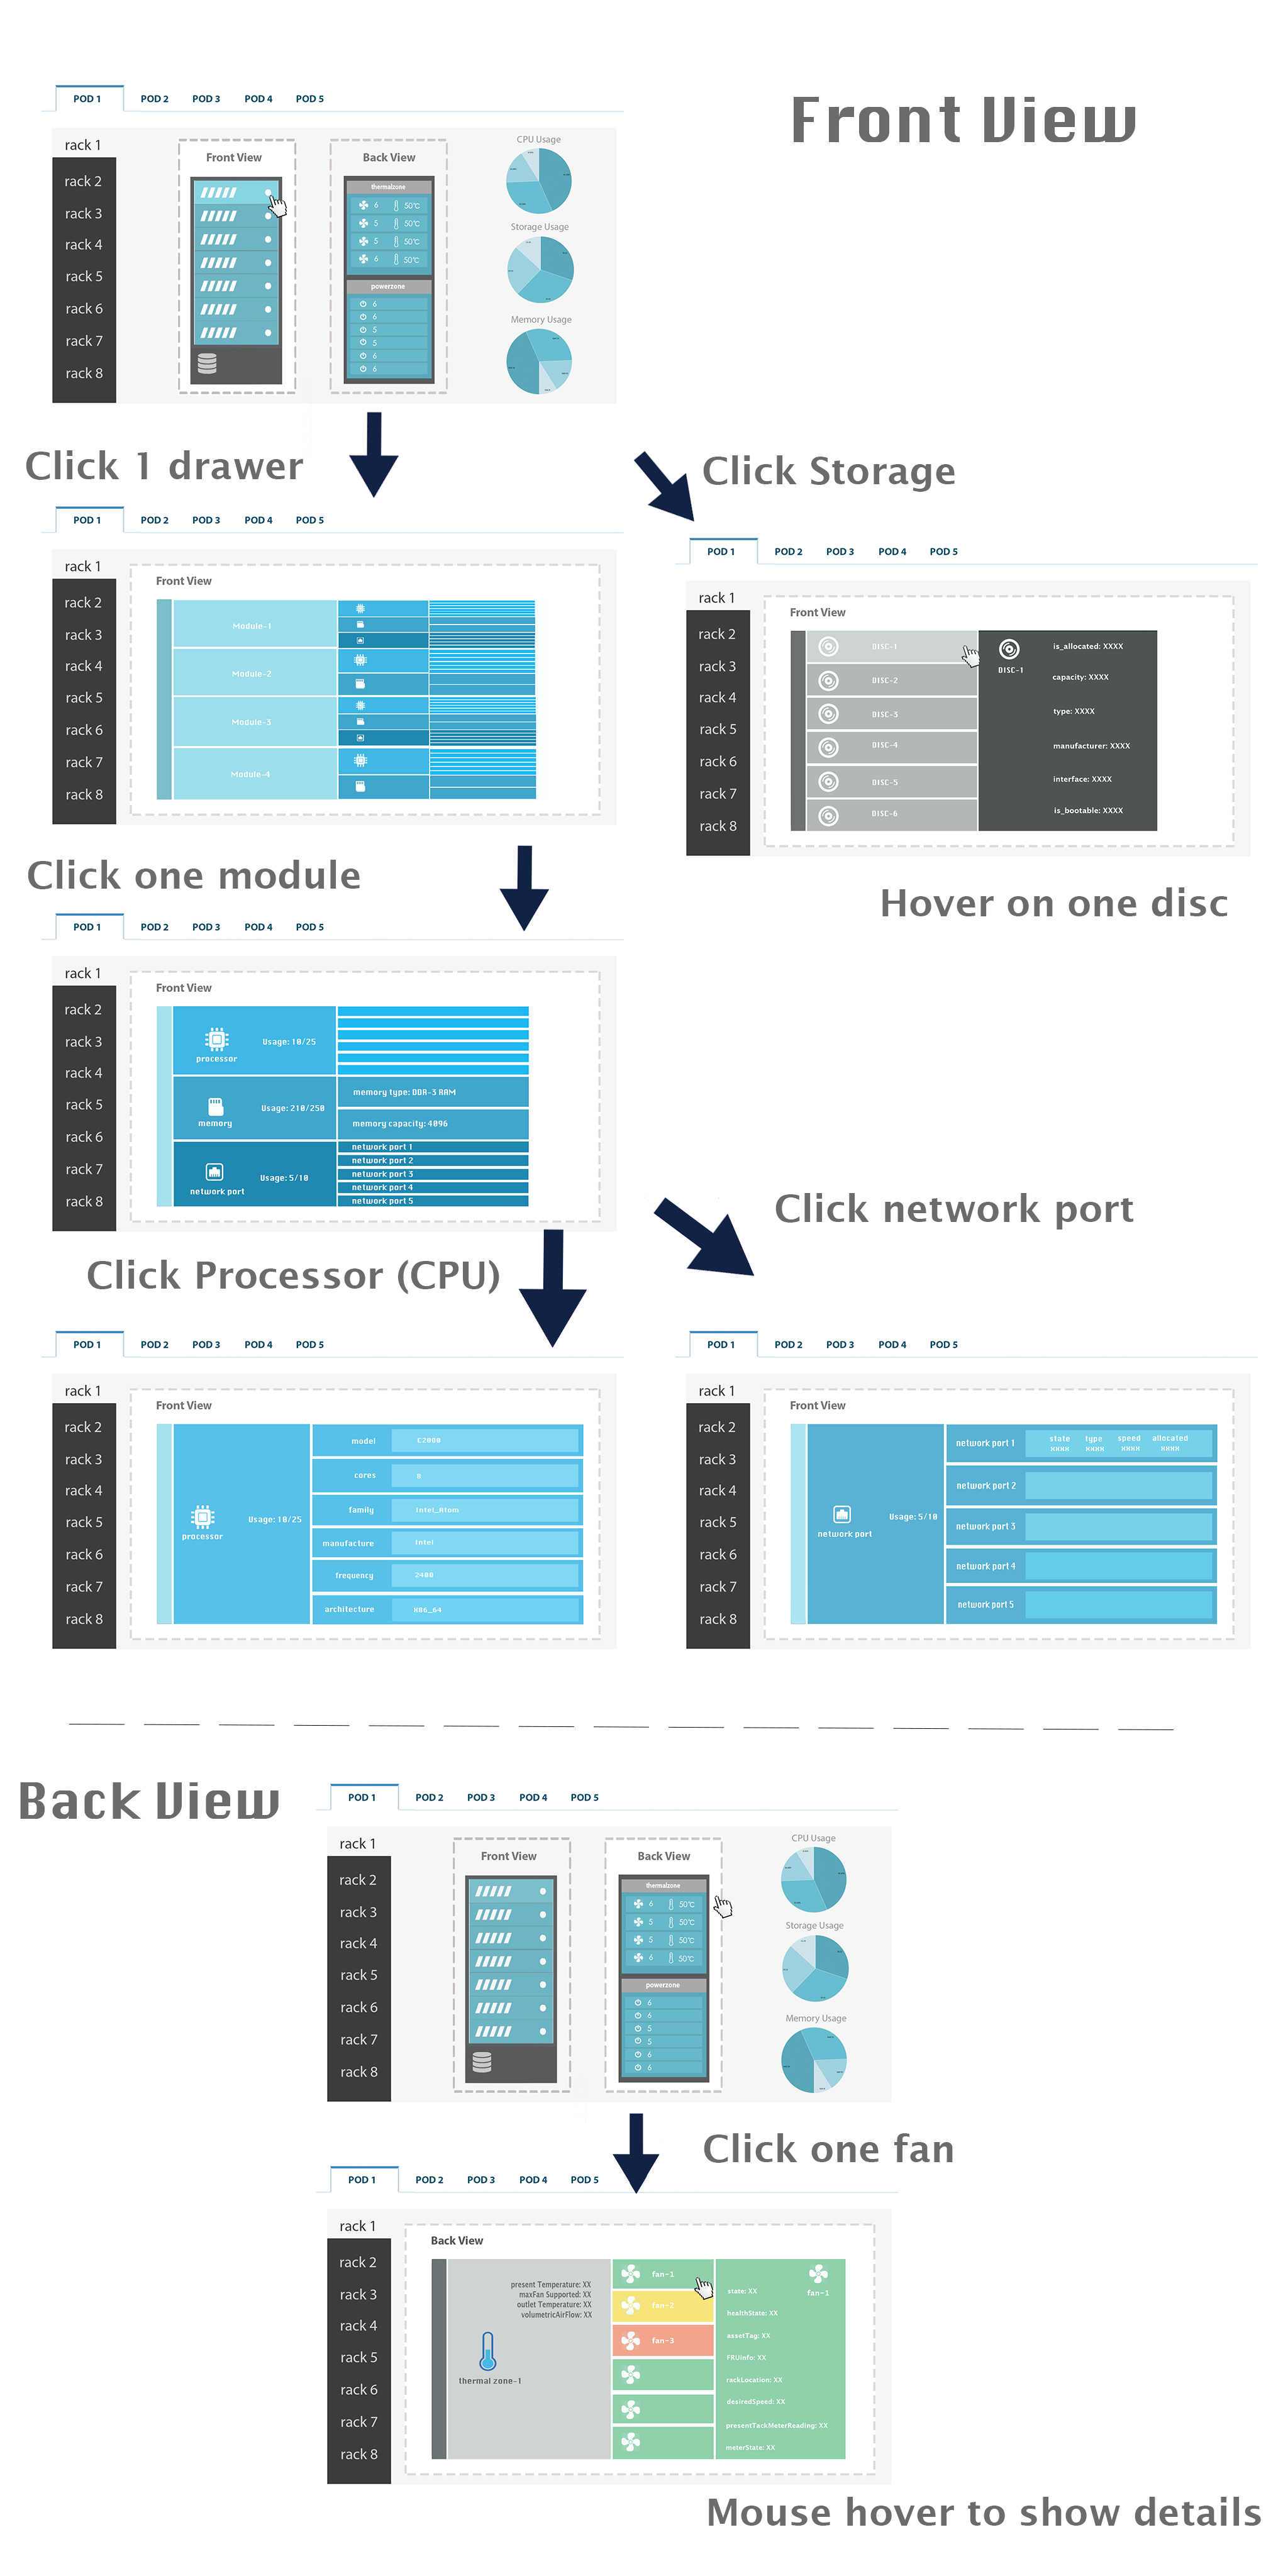 Front View
POD 1 POD 2 POD 3 POD 4 POD 5
rack 1
rack 2
rack 3
rack 4
rack 5
rack 6
rack 7
rack 8
Front View
Back View
thermalzone
6 50℃
5 50℃
5 50℃
6 50℃
powerzone
6
6
5
5
6
6
CPU Usage
Storage Usage
Memory Usage
Click 1 drawer
Click Storage
POD 1 POD 2 POD 3 POD 4 POD 5
rack 1
rack 2
rack 3
rack 4
rack 5
rack 6
rack 7
rack 8
Front View
Module-1
Module-2
Module-3
Module-4
POD 1 POD 2 POD 3 POD 4 POD 5
rack 1
rack 2
rack 3
rack 4
rack 5
rack 6
rack 7
rack 8
Front View
DISC-1
DISC-2
DISC-3
DISC-4
DISC-5
DISC-6
DISC-1
is_allocated: XXXX
capacity: XXXX
type: XXXX
manufacturer: XXXX
interface: XXXX
is_bootable: XXXX
Click one module
Hover on one disc
POD 1 POD 2 POD 3 POD 4 POD 5
rack 1
rack 2
rack 3
rack 4
rack 5
rack 6
rack 7
rack 8
Front View
processor
Usage: 10/25
memory
Usage: 210/250
memory type: DDR-3 RAM
memory capacity: 4096
network port
Usage: 5/10
network port 1
network port 2
network port 3
network port 4
network port 5
Click Processor (CPU)
Click network port
POD 1 POD 2 POD 3 POD 4 POD 5
rack 1
rack 2
rack 3
rack 4
rack 5
rack 6
rack 7
rack 8
Front View
processor
Usage: 10/25
model C2000
cores 8
family Intel_Atom
manufacture Intel
frequency 2400
architecture X86_64
POD 1 POD 2 POD 3 POD 4 POD 5
rack 1
rack 2
rack 3
rack 4
rack 5
rack 6
rack 7
rack 8
Front View
network port
Usage: 5/10
network port 1
state type speed allocated
xxxx xxxx xxxx xxxx
network port 2
network port 3
network port 4
network port 5
Back View
POD 1 POD 2 POD 3 POD 4 POD 5
rack 1
rack 2
rack 3
rack 4
rack 5
rack 6
rack 7
rack 8
Front View
Back View
thermalzone
6 50℃
5 50℃
5 50℃
6 50℃
powerzone
6
6
5
5
6
6
CPU Usage
Storage Usage
Memory Usage
Click one fan
POD 1 POD 2 POD 3 POD 4 POD 5
rack 1
rack 2
rack 3
rack 4
rack 5
rack 6
rack 7
rack 8
Back View
present Temperature: XX
maxFan Supported: XX
outlet Temperature: XX
volumetricAirFlow: XX
thermal zone-1
fan-1
fan-2
fan-3
fan-1
state: XX
healthState: XX
assetTag: XX
FRUinfo: XX
rackLocation: XX
desiredSpeed: XX
presentTackMeterReading: XX
meterState: XX
Mouse hover to show details